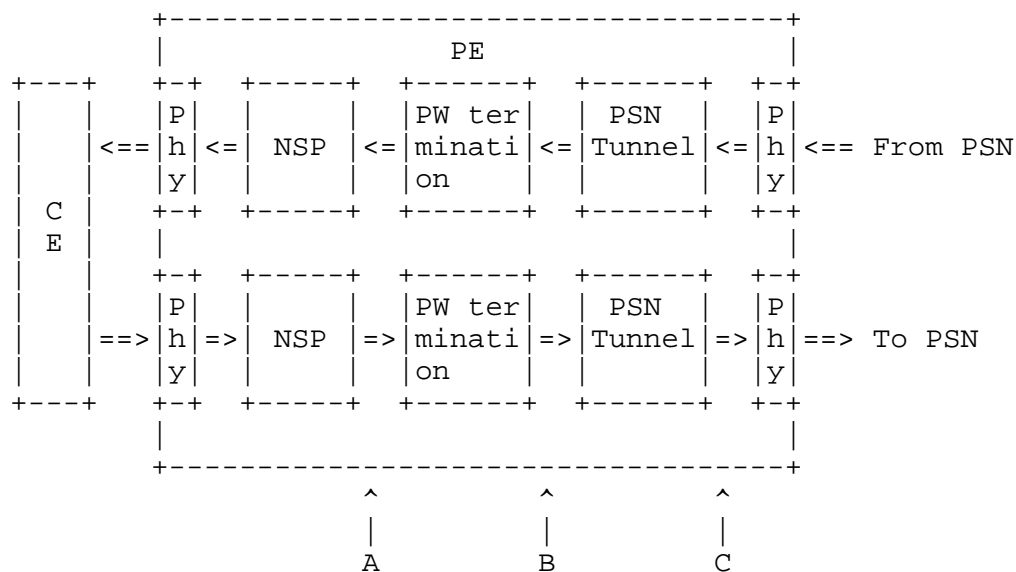 PE
P PW ter PSN P
<== h <= NSP <= minati <= Tunnel <= h <== From PSN
y on y
C
E
P PW ter PSN P
==> h => NSP => minati => Tunnel => h ==> To PSN
y on y
^ ^ ^
A B C